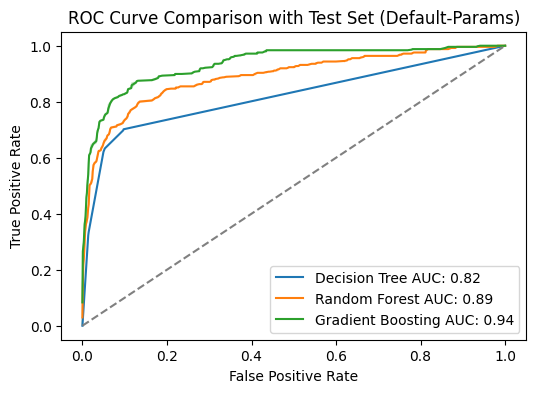 ROC Curve Comparison with Test Set (Default-Params)
1.0
0.8
0.6
0.4
0.2
0.0
True Positive Rate
Decision Tree AUC: 0.82
Random Forest AUC: 0.89
Gradient Boosting AUC: 0.94
0.0 0.2 0.4 0.6 0.8 1.0
False Positive Rate